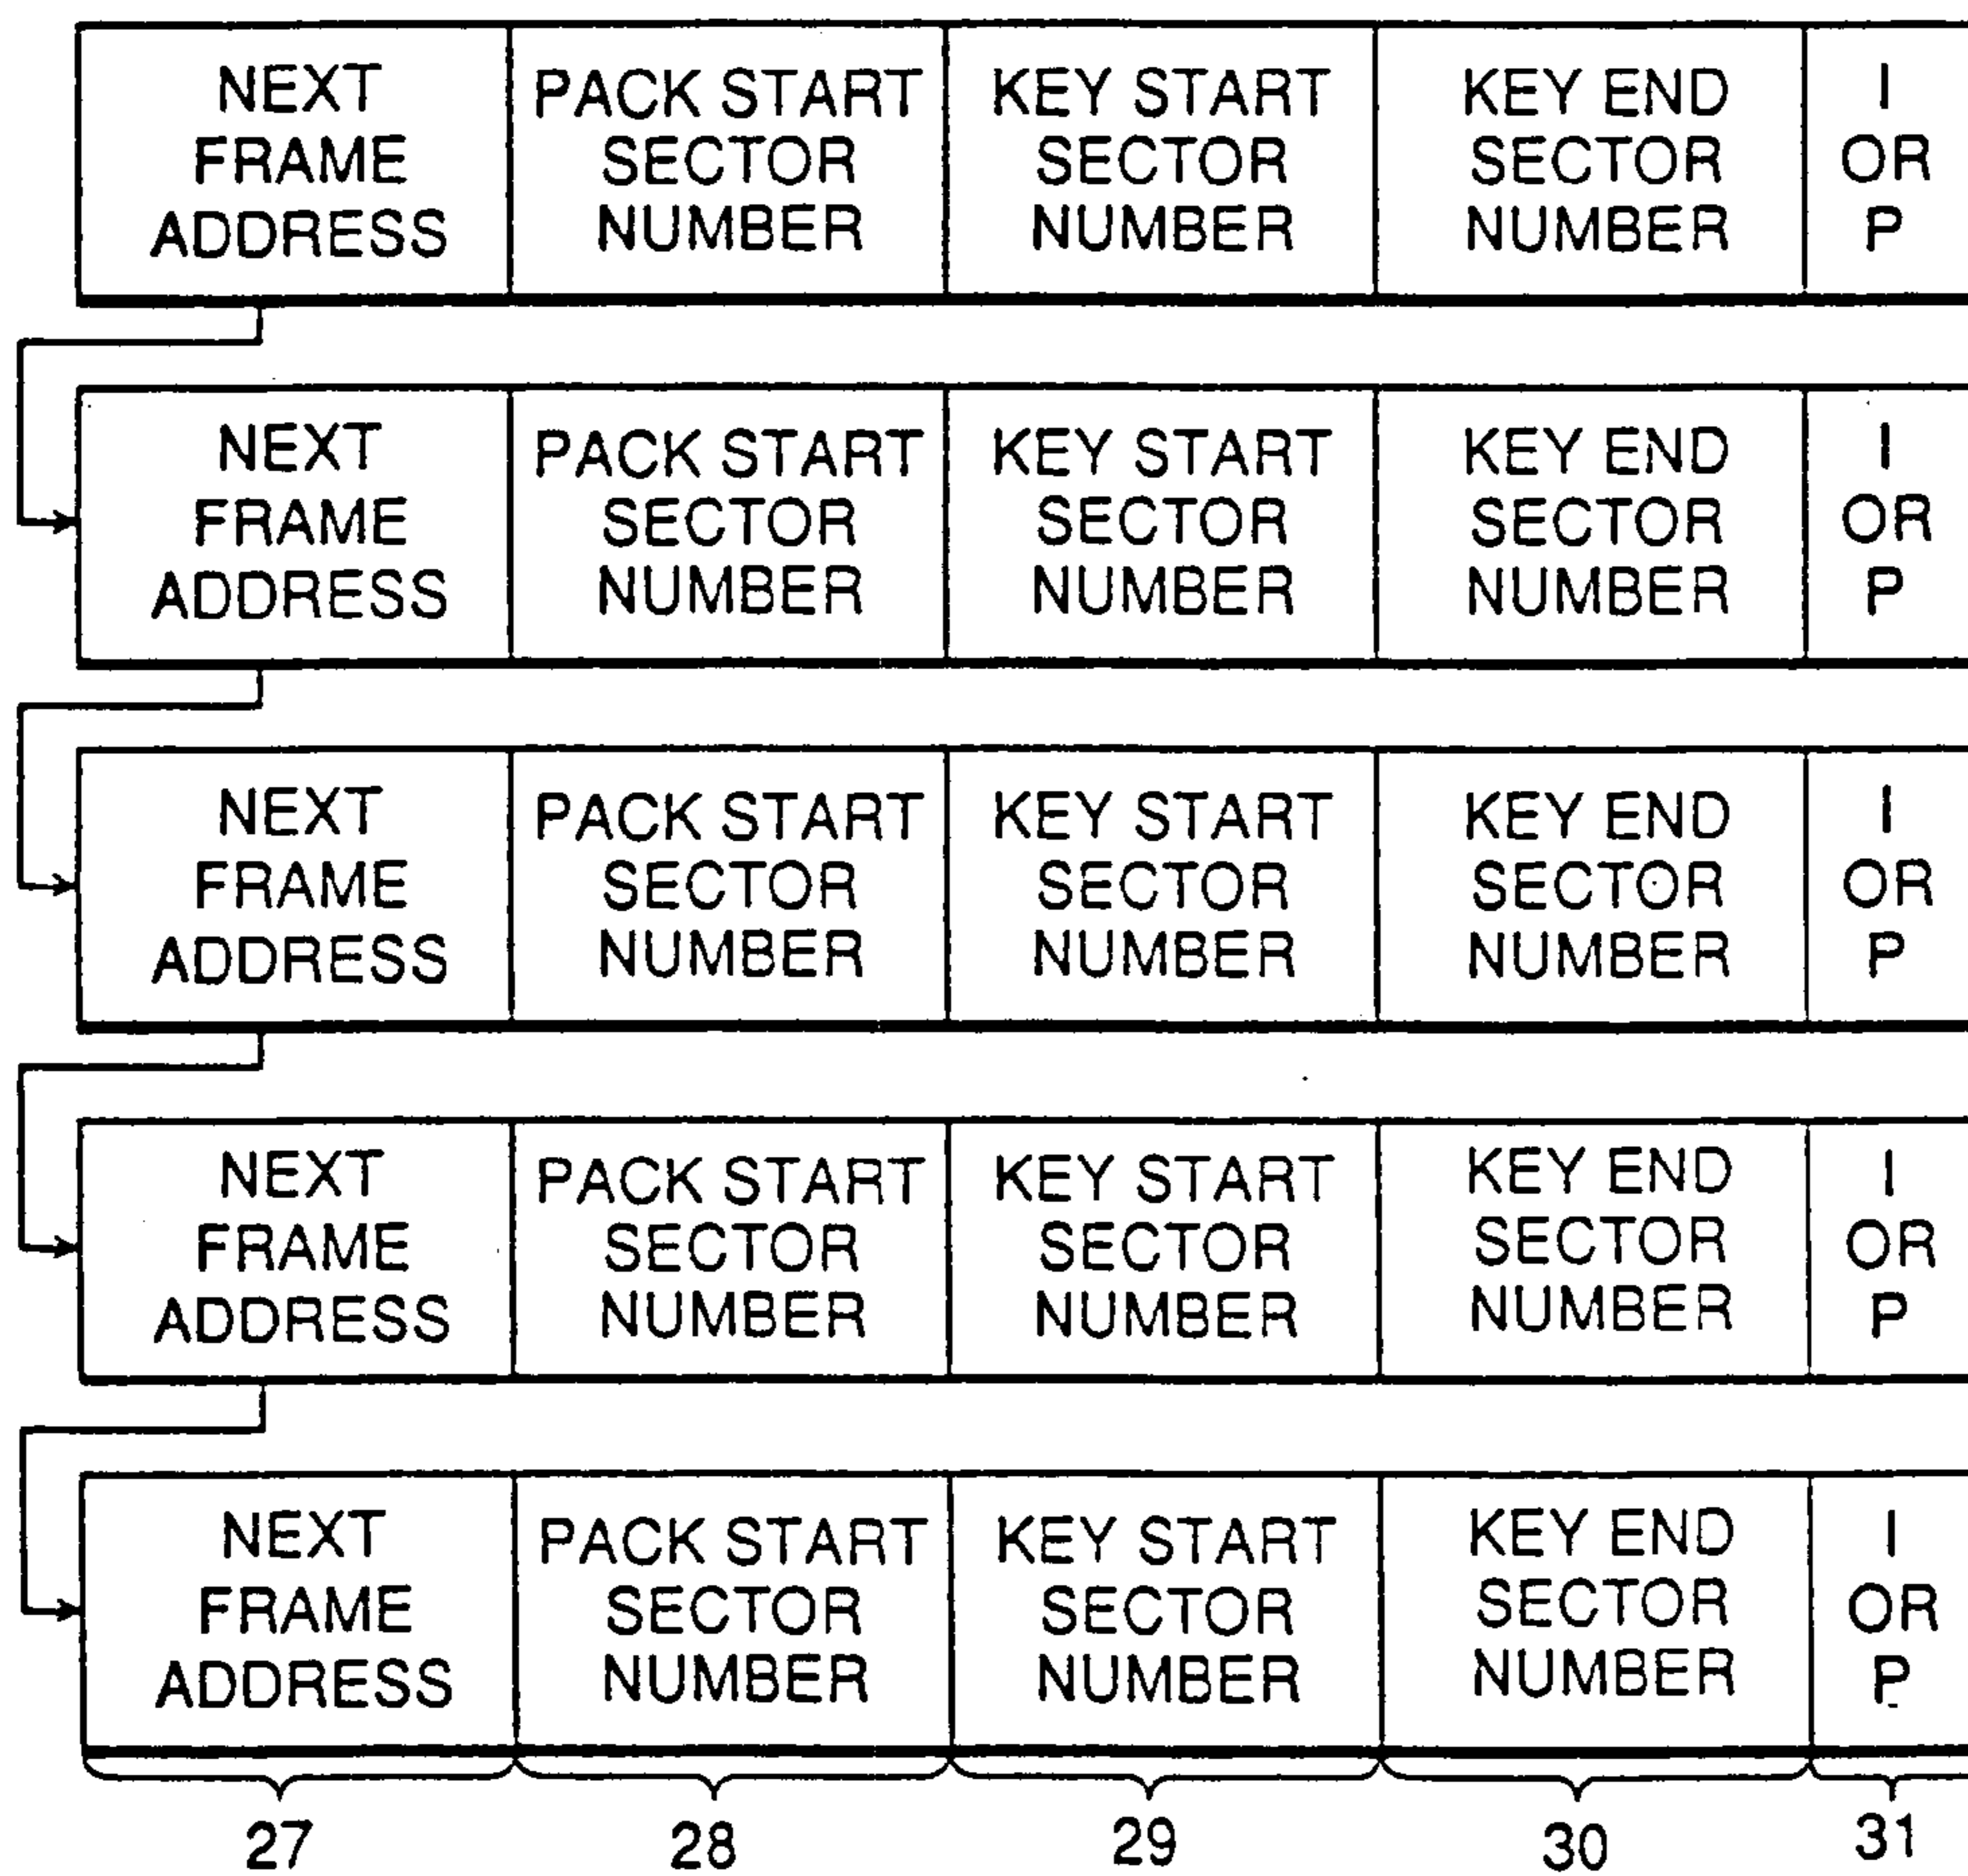 NEXT
FRAME
ADDRESS
PACK START
SECTOR
NUMBER
KEY START
SECTOR
NUMBER
KEY END
SECTOR
NUMBER
I
OR
P
NEXT
FRAME
ADDRESS
PACK START
SECTOR
NUMBER
KEY START
SECTOR
NUMBER
KEY END
SECTOR
NUMBER
I
OR
P
NEXT
FRAME
ADDRESS
PACK START
SECTOR
NUMBER
KEY START
SECTOR
NUMBER
KEY END
SECTOR
NUMBER
I
OR
P
NEXT
FRAME
ADDRESS
PACK START
SECTOR
NUMBER
KEY START
SECTOR
NUMBER
KEY END
SECTOR
NUMBER
I
OR
P
NEXT
FRAME
ADDRESS
PACK START
SECTOR
NUMBER
KEY START
SECTOR
NUMBER
KEY END
SECTOR
NUMBER
I
OR
P
27 28 29 30 31